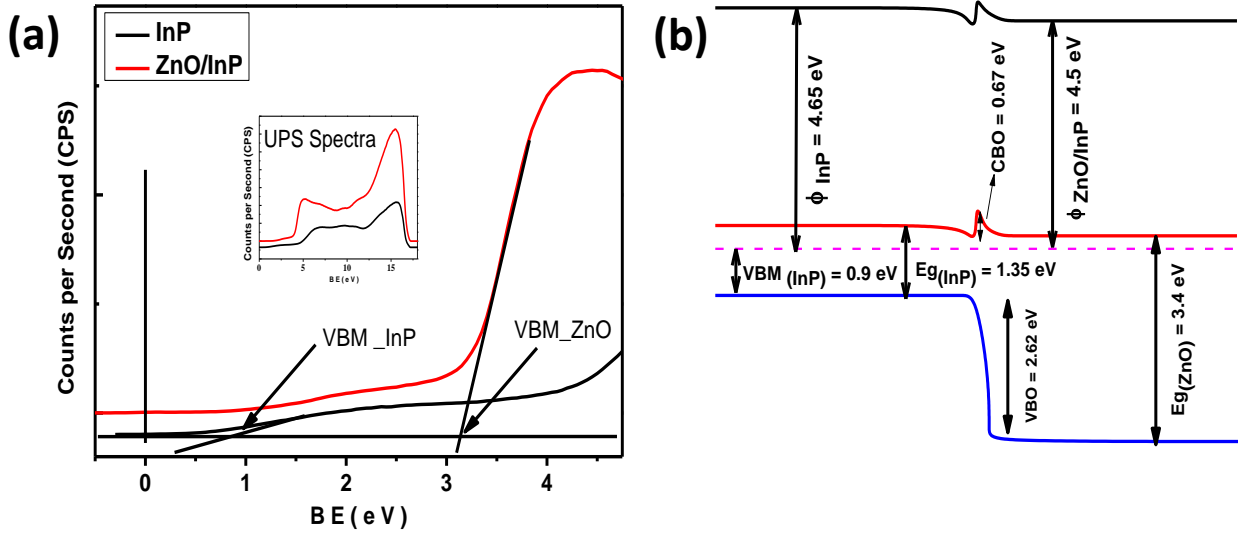 (a)
InP
ZnO/InP
UPS Spectra
Counts per Second (CPS)
0 5 10 15
B E ( e V )
VBM _InP
VBM_ZnO
Counts per Second (CPS)
0 1 2 3 4
B E ( e V )
(b)
ϕ InP = 4.65 eV
CBO = 0.67 eV
ϕ ZnO/InP = 4.5 eV
VBM (InP) = 0.9 eV
Eg(InP) = 1.35 eV
VBO = 2.62 eV
Eg(ZnO) = 3.4 eV